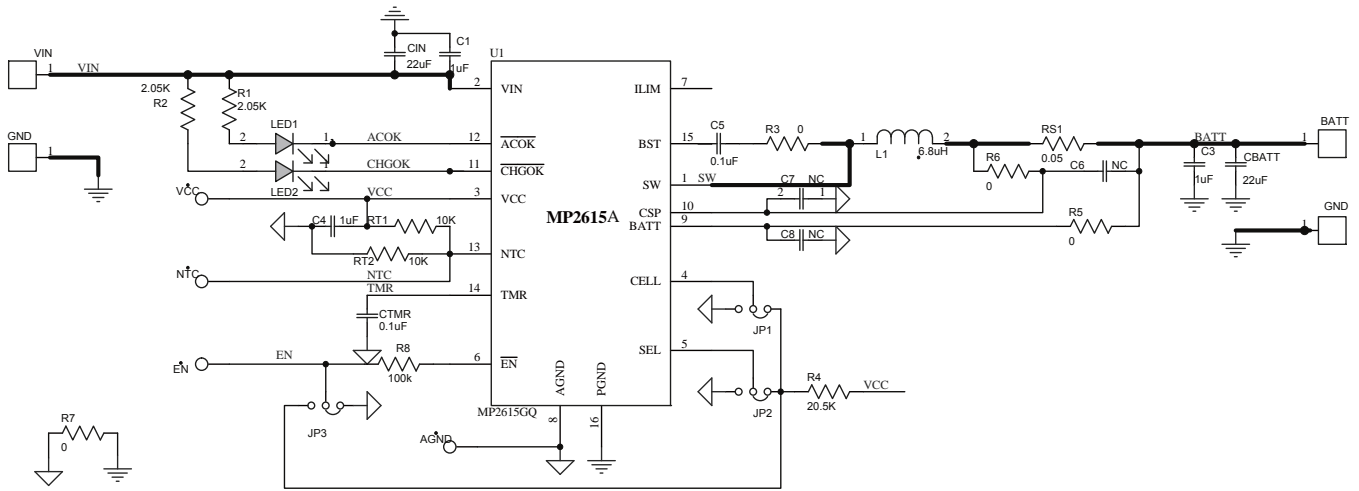 VIN
1
VIN
CIN
22uF
C1
1uF
U1
2
VIN
ILIM
7
2.05K
R2
R1
2.05K
GND
1
2
LED1
1
ACOK
12
ACOK
BST
15
C5
0.1uF
R3
0
1
L1
2
6.8uH
RS1
0.05
BATT
1
BATT
2
LED2
1
CHGOK
11
CHGOK
SW
1
SW
R6
0
C6
NC
C3
1uF
CBATT
22uF
VCC
VCC
3
VCC
MP2615A
CSP
10
2
C7
NC
1
BATT
9
C8
NC
R5
0
GND
1
C4
1uF
RT1
10K
RT2
10K
13
NTC
NTC
NTC
TMR
14
TMR
CELL
4
JP1
CTMR
0.1uF
SEL
5
JP2
R4
20.5K
VCC
EN
EN
R8
100k
6
EN
JP3
AGND
PGND
MP2615GQ
8
16
AGND
R7
0